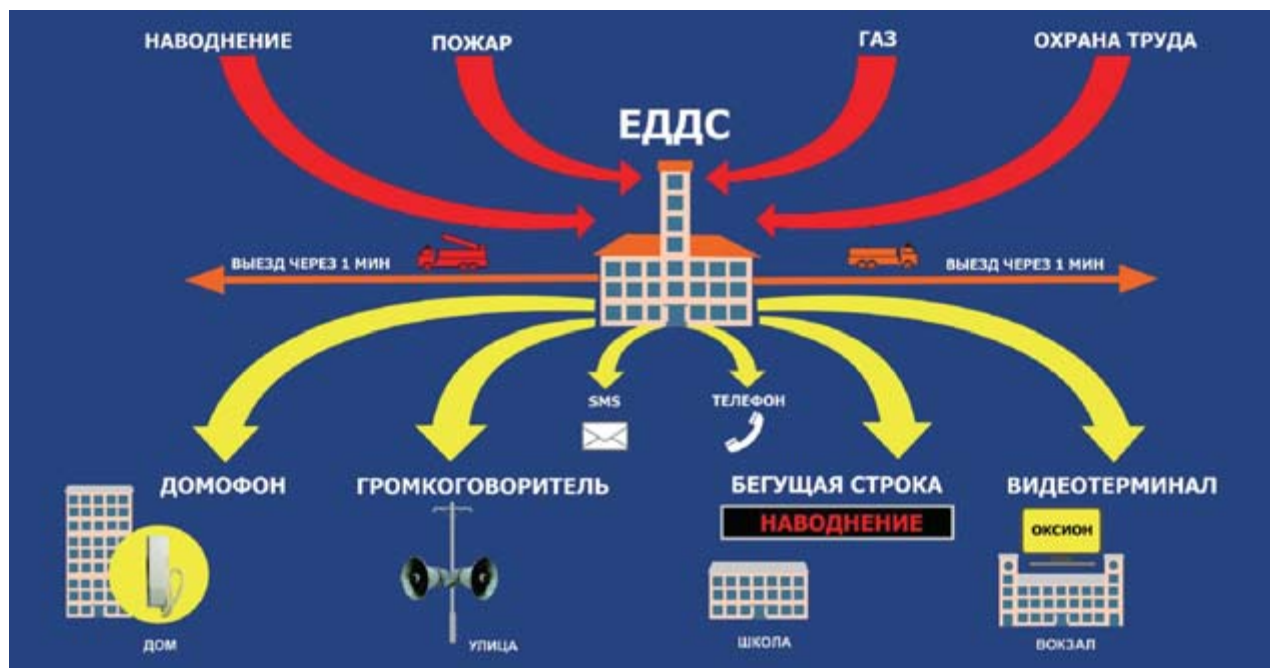 НАВОДНЕНИЕ
ПОЖАР
ГАЗ
ОХРАНА ТРУДА
ЕДДС
ВЫЕЗД ЧЕРЕЗ 1 МИН
ВЫЕЗД ЧЕРЕЗ 1 МИН
SMS
ТЕЛЕФОН
ДОМОФОН
ГРОМКОГОВОРИТЕЛЬ
БЕГУЩАЯ СТРОКА
ВИДЕОТЕРМИНАЛ
НАВОДНЕНИЕ
ОКСИОН
ДОМ
УЛИЦА
ШКОЛА
ВОКЗАЛ